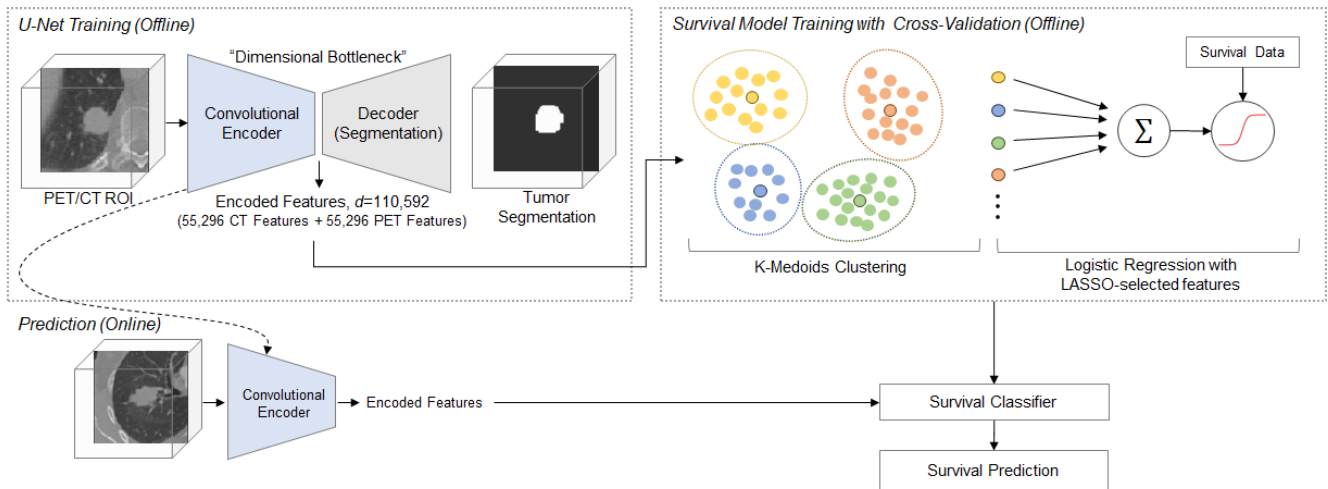 U-Net Training (Offline)
“Dimensional Bottleneck”
Convolutional
Encoder
Decoder
(Segmentation)
PET/CT ROI
Tumor
Segmentation
Encoded Features, d=110,592
(55,296 CT Features + 55,296 PET Features)
Survival Model Training with Cross-Validation (Offline)
Survival Data
Σ
K-Medoids Clustering
Logistic Regression with
LASSO-selected features
Prediction (Online)
Convolutional
Encoder
Encoded Features
Survival Classifier
Survival Prediction